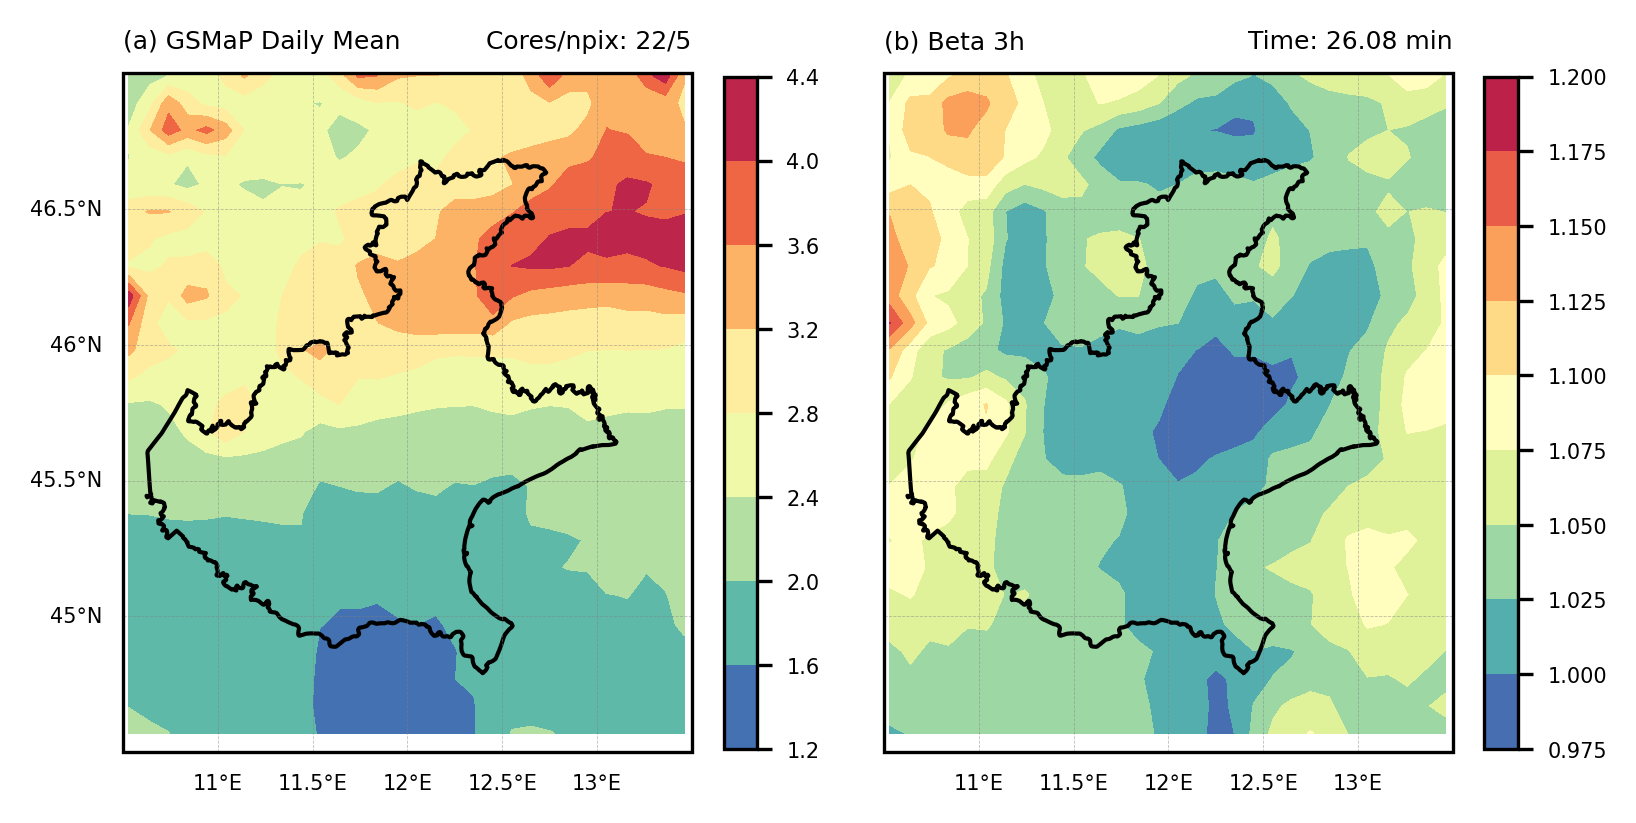 (a) GSMaP Daily Mean
Cores/npix: 22/5
(b) Beta 3h
Time: 26.08 min
46.5°N
46°N
45.5°N
45°N
11°E
11.5°E
12°E
12.5°E
13°E
4.4
4.0
3.6
3.2
2.8
2.4
2.0
1.6
1.2
11°E
11.5°E
12°E
12.5°E
13°E
1.200
1.175
1.150
1.125
1.100
1.075
1.050
1.025
1.000
0.975